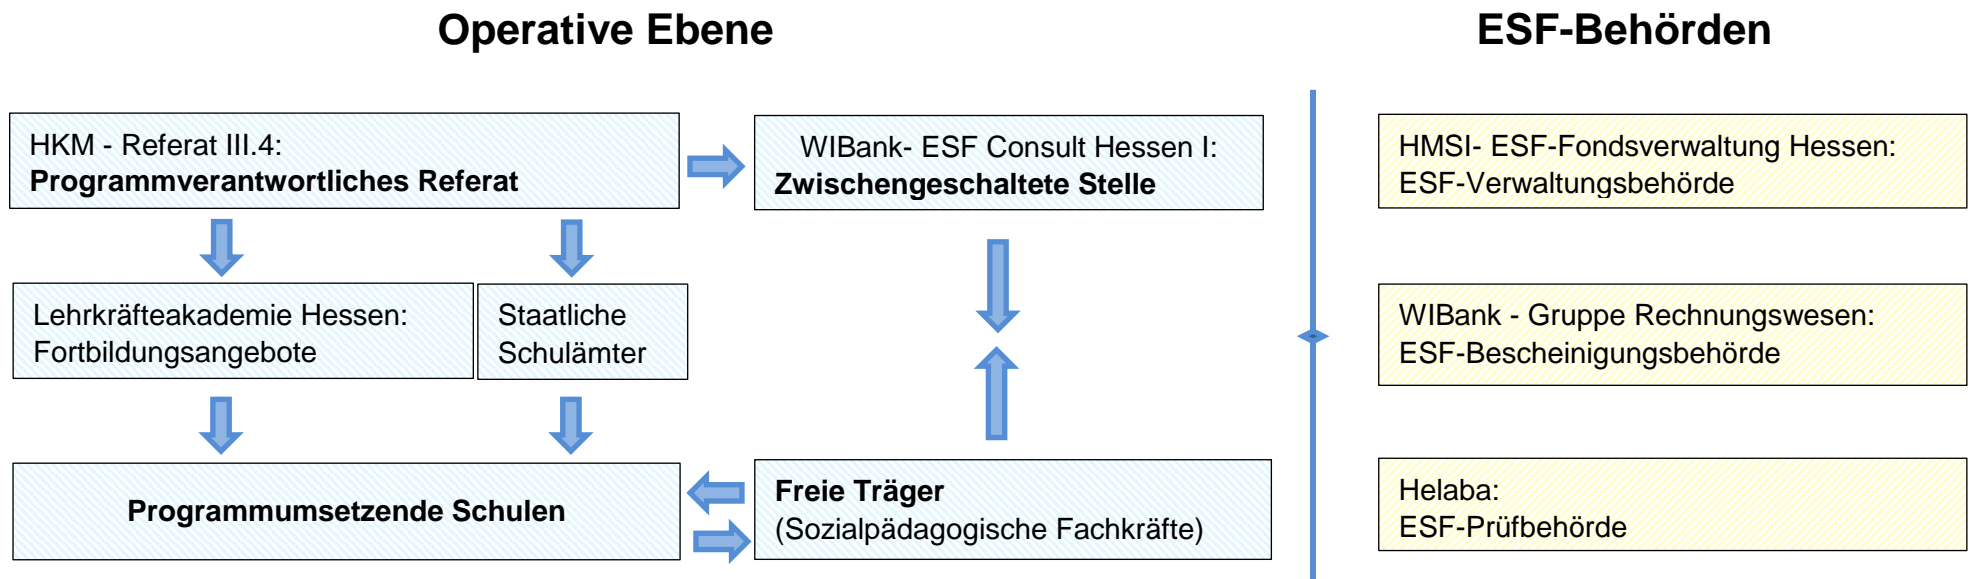 Operative Ebene
ESF-Behörden
HKM - Referat III.4:
Programmverantwortliches Referat
WIBank- ESF Consult Hessen I:
Zwischengeschaltete Stelle
HMSI- ESF-Fondsverwaltung Hessen:
ESF-Verwaltungsbehörde
Lehrkräfteakademie Hessen:
Fortbildungsangebote
Staatliche
Schulämter
WIBank - Gruppe Rechnungswesen:
ESF-Bescheinigungsbehörde
Programmumsetzende Schulen
Freie Träger
(Sozialpädagogische Fachkräfte)
Helaba:
ESF-Prüfbehörde